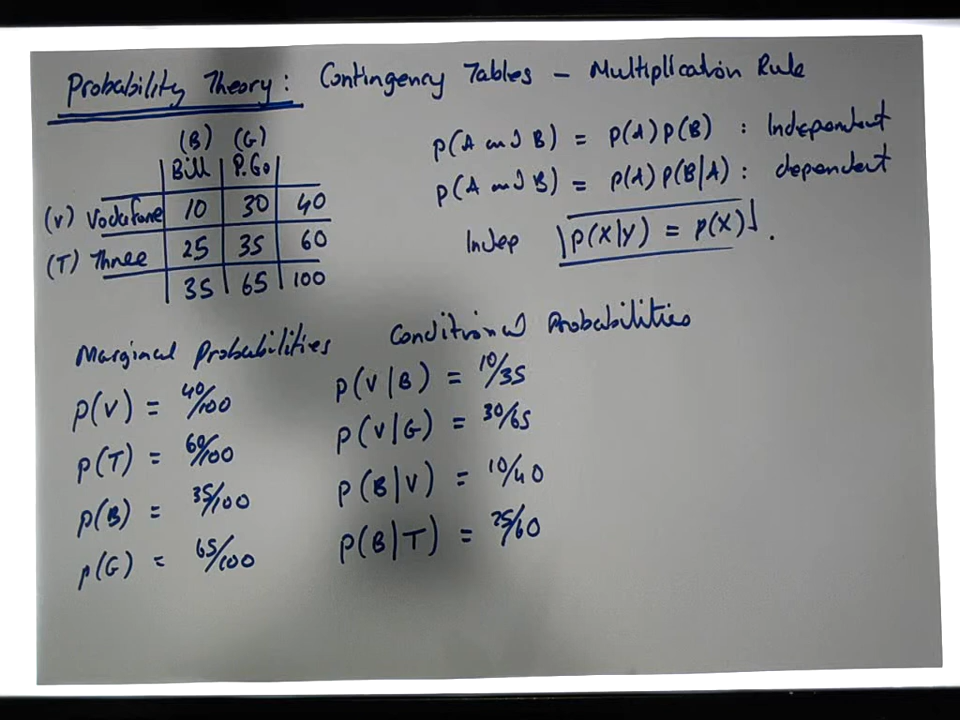 Probability Theory: Contingency Tables - Multiplication Rule
(B) (G)
Bill P.Go
(V) Vodafone 10 30 40
(T) Three 25 35 60
35 65 100
P(A and B) = P(A)P(B) : Independent
P(A and B) = P(A)P(B|A) : dependent
Indep P(X|Y) = P(X) .
Marginal Probabilities
P(V) = 40/100
P(T) = 60/100
P(B) = 35/100
P(G) = 65/100
Conditional Probabilities
P(V|B) = 10/35
P(V|G) = 30/65
P(B|V) = 10/40
P(B|T) = 25/60